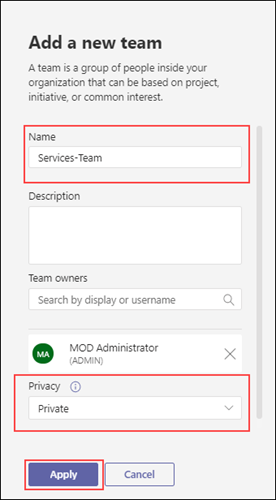 Add a new team
A team is a group of people inside your
organization that can be based on project,
initiative, or common interest.
Name
Services-Team
Description
Team owners
Search by display or username
MA
MOD Administrator
(ADMIN)
Privacy
Private
Apply
Cancel